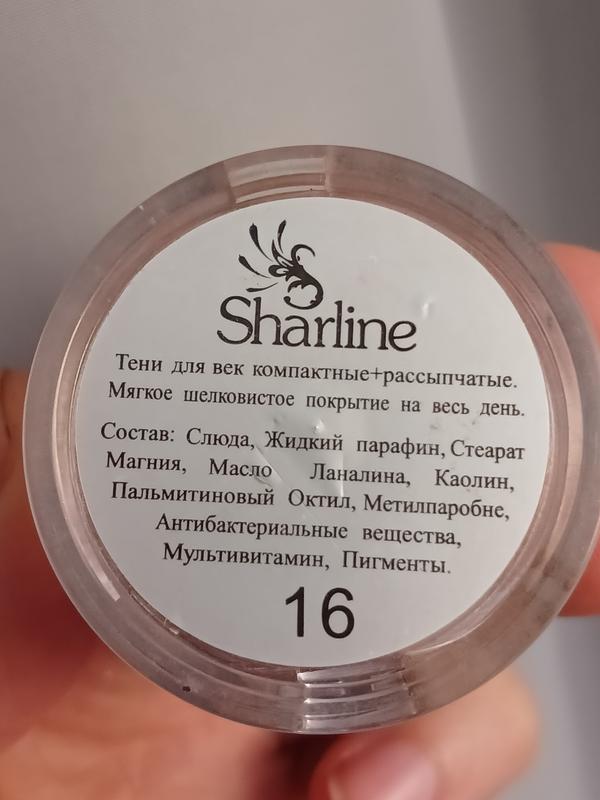 Sharline
Тени для век компактные+рассыпчатые.
Мягкое шелковистое покрытие на весь день.
Состав: Слюда, Жидкий парафин, Стеарат
Магния, Масло Ланалина, Каолин,
Пальмитиновый Октил, Метилпаробне,
Антибактериальные вещества,
Мультивитамин, Пигменты.
16